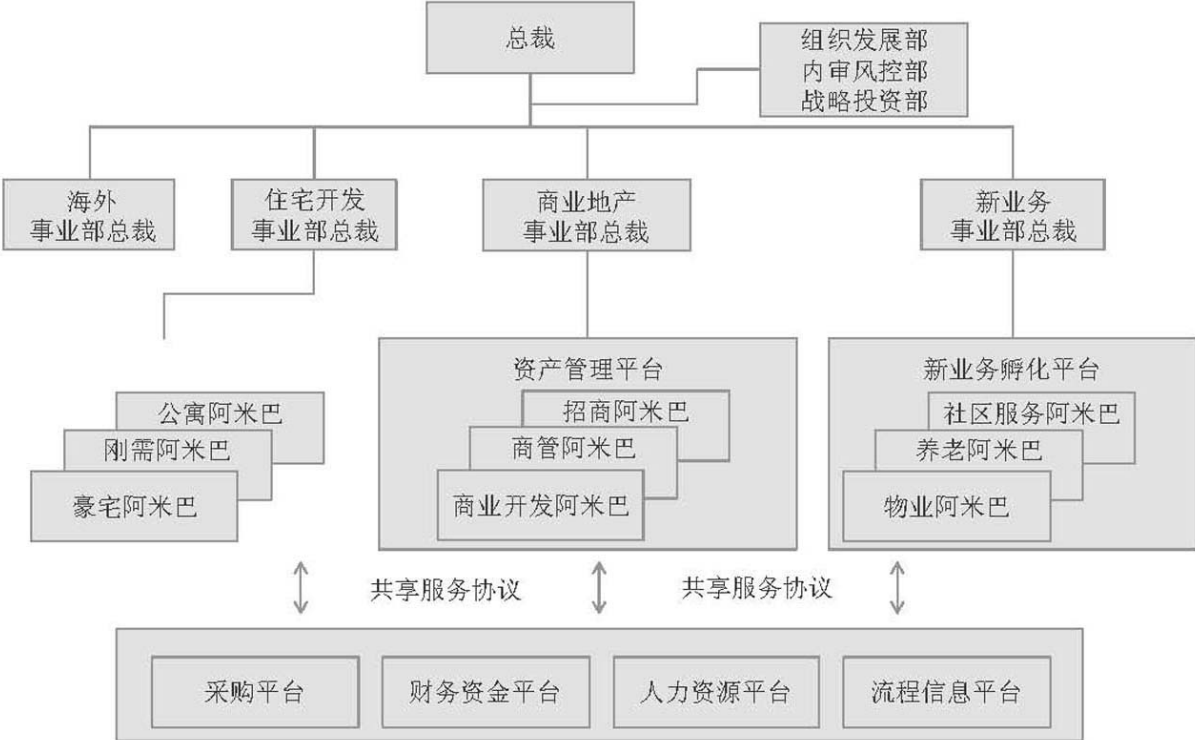 总裁
组织发展部
内审风控部
战略投资部
海外
事业部总裁
住宅开发
事业部总裁
商业地产
事业部总裁
新业务
事业部总裁
公寓阿米巴
刚需阿米巴
豪宅阿米巴
资产管理平台
招商阿米巴
商管阿米巴
商业开发阿米巴
新业务孵化平台
社区服务阿米巴
养老阿米巴
物业阿米巴
共享服务协议
共享服务协议
采购平台
财务资金平台
人力资源平台
流程信息平台